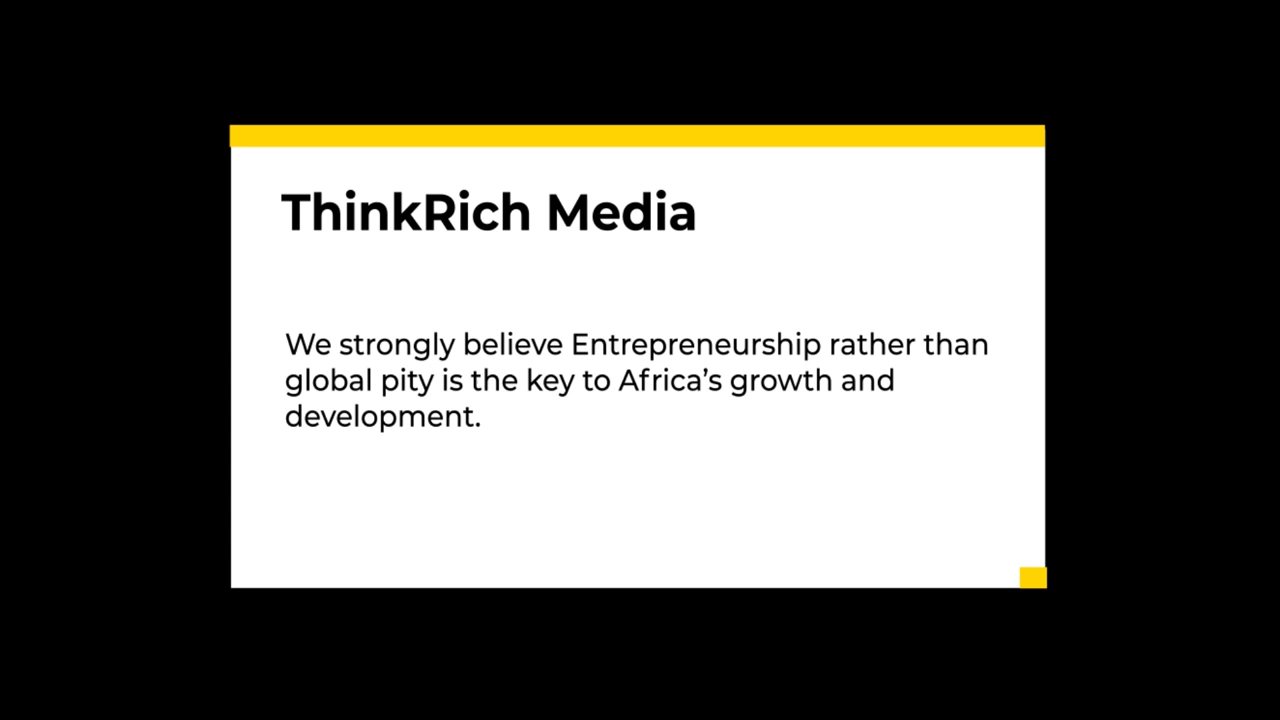 ThinkRich Media
We strongly believe Entrepreneurship rather than
global pity is the key to Africa’s growth and
development.